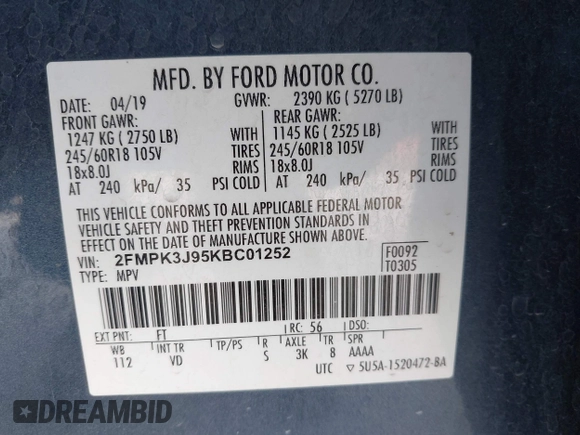 MFD. BY FORD MOTOR CO.
DATE: 04/19 GVWR: 2390 KG ( 5270 LB)
FRONT GAWR: REAR GAWR:
1247 KG ( 2750 LB) WITH 1145 KG ( 2525 LB) WITH
245/60R18 105V TIRES 245/60R18 105V TIRES
18x8.0J RIMS 18x8.0J RIMS
AT 240 kPa/ 35 PSI COLD AT 240 kPa/ 35 PSI COLD
THIS VEHICLE CONFORMS TO ALL APPLICABLE FEDERAL MOTOR
VEHICLE SAFETY AND THEFT PREVENTION STANDARDS IN
EFFECT ON THE DATE OF MANUFACTURE SHOWN ABOVE.
VIN: 2FMPK3J95KBC01252 F0092
TYPE: MPV T0305
EXT PNT: FT RC: 56 DSO:
WB INT TR TP/PS R AXLE TR SPR
112 VD S 3K 8 AAAA
UTC ▽ 5U5A-1520472-BA
DREAMBID